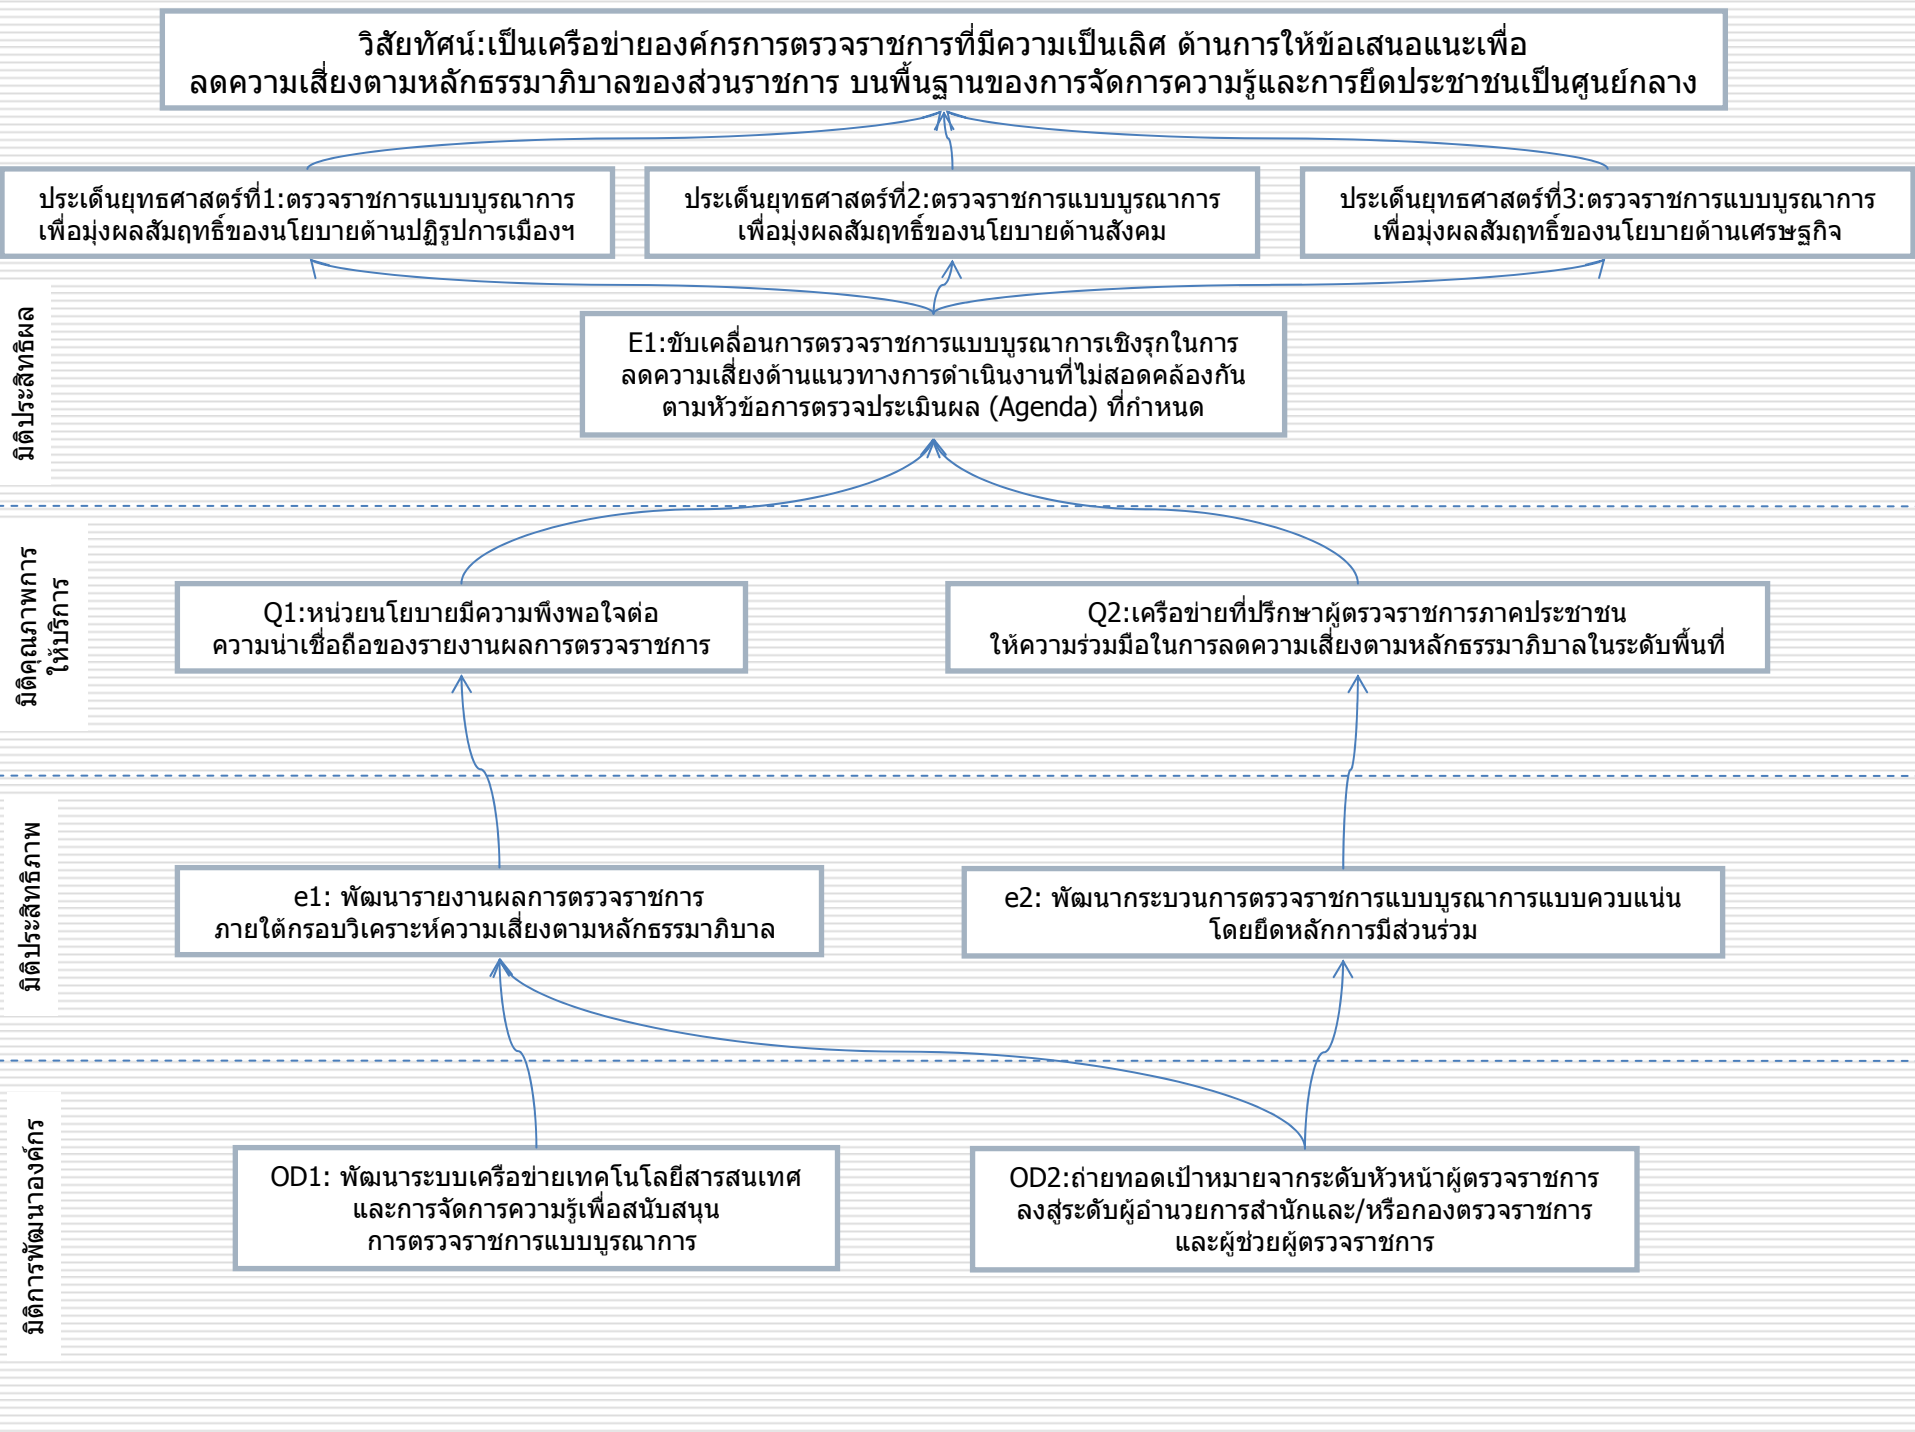 วิสัยทัศน์:เป็นเครือข่ายองค์กรการตรวจราชการที่มีความเป็นเลิศ ด้านการให้ข้อเสนอแนะเพื่อ
ลดความเสี่ยงตามหลักธรรมาภิบาลของส่วนราชการ บนพื้นฐานของการจัดการความรู้และการยึดประชาชนเป็นศูนย์กลาง
ประเด็นยุทธศาสตร์ที่1:ตรวจราชการแบบบูรณาการ
เพื่อมุ่งผลสัมฤทธิ์ของนโยบายด้านปฏิรูปการเมืองฯ
ประเด็นยุทธศาสตร์ที่2:ตรวจราชการแบบบูรณาการ
เพื่อมุ่งผลสัมฤทธิ์ของนโยบายด้านสังคม
ประเด็นยุทธศาสตร์ที่3:ตรวจราชการแบบบูรณาการ
เพื่อมุ่งผลสัมฤทธิ์ของนโยบายด้านเศรษฐกิจ
มิติประสิทธิผล
E1:ขับเคลื่อนการตรวจราชการแบบบูรณาการเชิงรุกในการ
ลดความเสี่ยงด้านแนวทางการดำเนินงานที่ไม่สอดคล้องกัน
ตามหัวข้อการตรวจประเมินผล (Agenda) ที่กำหนด
มิติคุณภาพการ
ให้บริการ
Q1:หน่วยนโยบายมีความพึงพอใจต่อ
ความน่าเชื่อถือของรายงานผลการตรวจราชการ
Q2:เครือข่ายที่ปรึกษาผู้ตรวจราชการภาคประชาชน
ให้ความร่วมมือในการลดความเสี่ยงตามหลักธรรมาภิบาลในระดับพื้นที่
มิติประสิทธิภาพ
e1: พัฒนารายงานผลการตรวจราชการ
ภายใต้กรอบวิเคราะห์ความเสี่ยงตามหลักธรรมาภิบาล
e2: พัฒนากระบวนการตรวจราชการแบบบูรณาการแบบควบแน่น
โดยยึดหลักการมีส่วนร่วม
มิติการพัฒนาองค์กร
OD1: พัฒนาระบบเครือข่ายเทคโนโลยีสารสนเทศ
และการจัดการความรู้เพื่อสนับสนุน
การตรวจราชการแบบบูรณาการ
OD2:ถ่ายทอดเป้าหมายจากระดับหัวหน้าผู้ตรวจราชการ
ลงสู่ระดับผู้อำนวยการสำนักและ/หรือกองตรวจราชการ
และผู้ช่วยผู้ตรวจราชการ